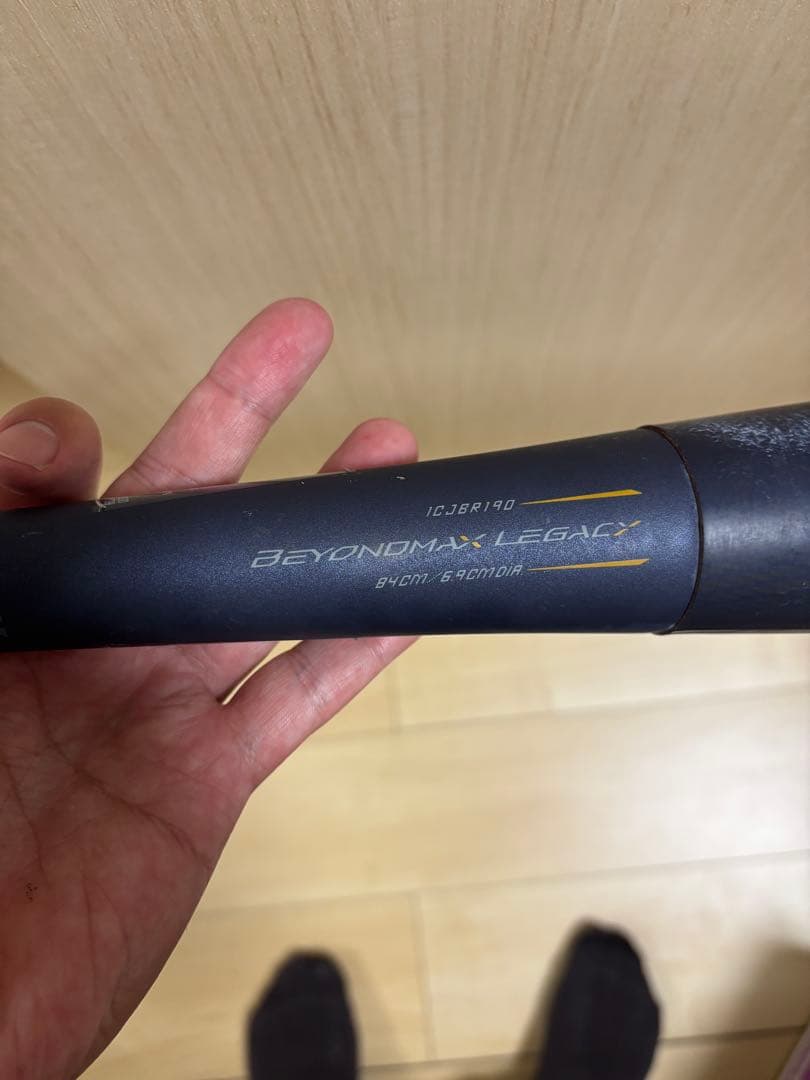 1CJBR190
BEYONDMAX LEGACY
84CM/6.9CMDIA.